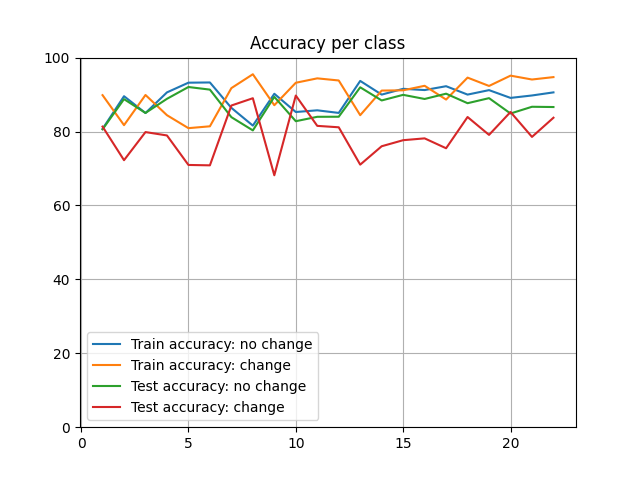 Accuracy per class
100
80
60
40
20
0
Train accuracy: no change
Train accuracy: change
Test accuracy: no change
Test accuracy: change
0 5 10 15 20